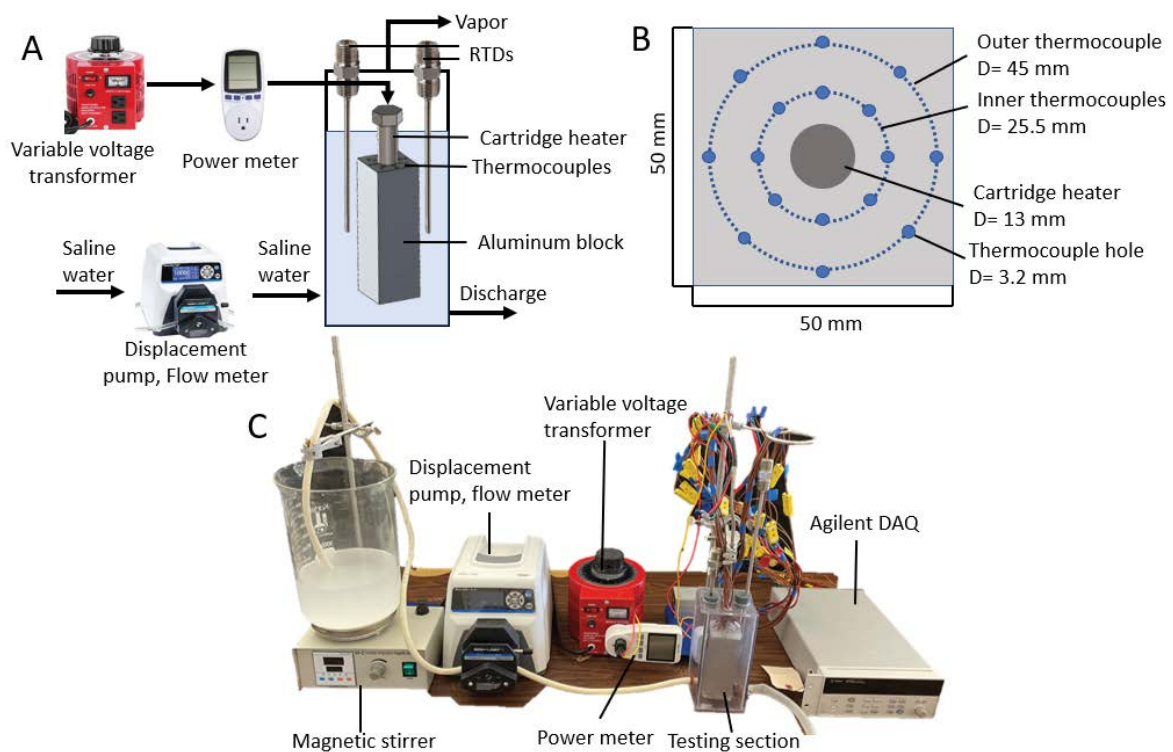 A
Vapor
RTDs
Cartridge heater
Thermocouples
Variable voltage
transformer
Power meter
Aluminum block
Saline
water
Saline
water
Discharge
Displacement
pump, Flow meter
B
50 mm
50 mm
Outer thermocouple
D= 45 mm
Inner thermocouples
D= 25.5 mm
Cartridge heater
D= 13 mm
Thermocouple hole
D= 3.2 mm
C
Variable voltage
transformer
Displacement
pump, flow meter
Agilent DAQ
Magnetic stirrer
Power meter
Testing section